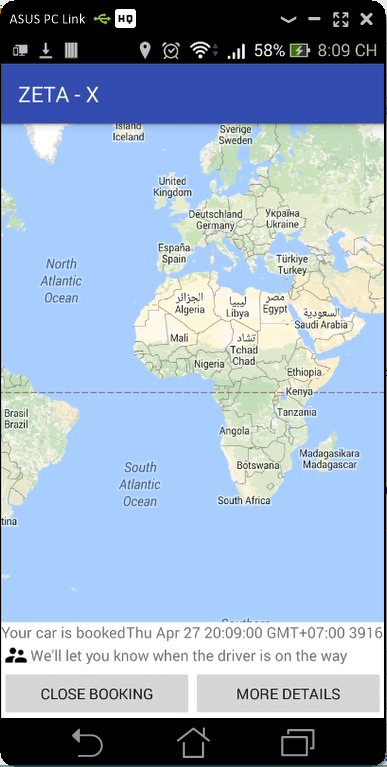 ASUS PC Link HQ
58% 8:09 CH
ZETA - X
Island
Iceland
Sverige
Sweden
United
Kingdom
Deutschland
Germany
Україна
Ukraine
España
Spain
Türkiye
Turkey
North
Atlantic
Ocean
الجزائر
Algeria
ليبيا
Libya
مصر
Egypt
السعودية
Saudi Arabia
Mali
تشاد
Tchad
Chad
Nigeria
Ethiopia
Kenya
Brasil
Brazil
Tanzania
Angola
Madagasikara
Madagascar
Botswana
South
Atlantic
Ocean
South Africa
tina
Southern
Your car is bookedThu Apr 27 20:09:00 GMT+07:00 3916
We'll let you know when the driver is on the way
CLOSE BOOKING MORE DETAILS